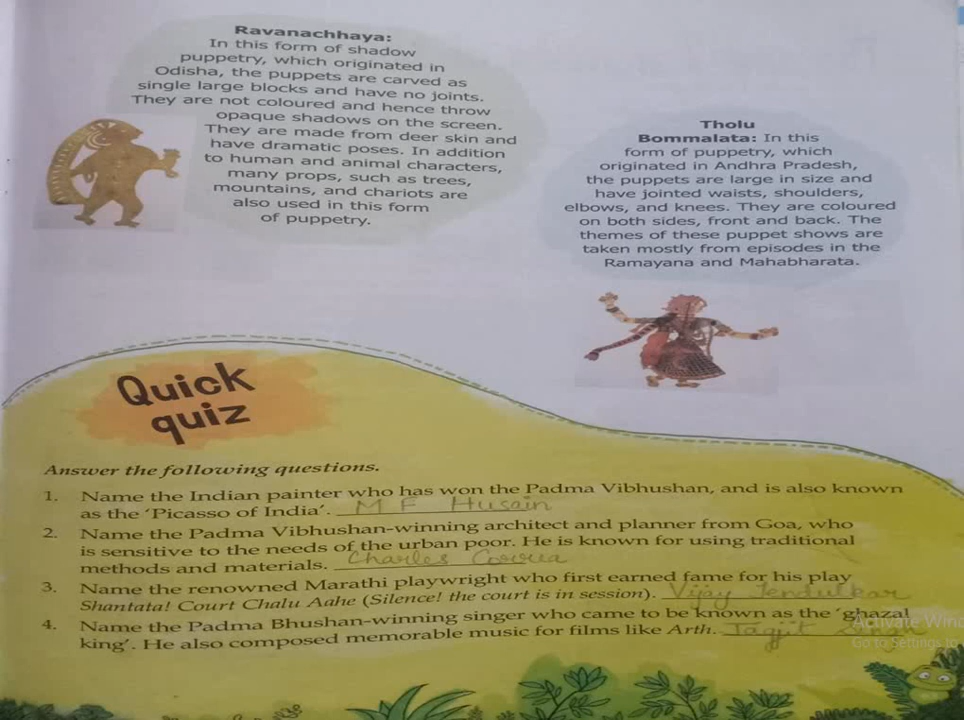 Ravanachhaya:
In this form of shadow
puppetry, which originated in
Odisha, the puppets are carved as
single large blocks and have no joints.
They are not coloured and hence throw
opaque shadows on the screen.
They are made from deer skin and
have dramatic poses. In addition
to human and animal characters,
many props, such as trees,
mountains, and chariots are
also used in this form
of puppetry.
Tholu
Bommalata: In this
form of puppetry, which
originated in Andhra Pradesh,
the puppets are large in size and
have jointed waists, shoulders,
elbows, and knees. They are coloured
on both sides, front and back. The
themes of these puppet shows are
taken mostly from episodes in the
Ramayana and Mahabharata.
Quick
quiz
Answer the following questions.
1. Name the Indian painter who has won the Padma Vibhushan, and is also known
as the ‘Picasso of India’. M F Husain
2. Name the Padma Vibhushan-winning architect and planner from Goa, who
is sensitive to the needs of the urban poor. He is known for using traditional
methods and materials. Charles Correa
3. Name the renowned Marathi playwright who first earned fame for his play
Shantata! Court Chalu Aahe (Silence! the court is in session). Vijay Tendulkar
4. Name the Padma Bhushan-winning singer who came to be known as the ‘ghazal
king’. He also composed memorable music for films like Arth. Jagjit Singh
Activate Wind
Go to Settings to